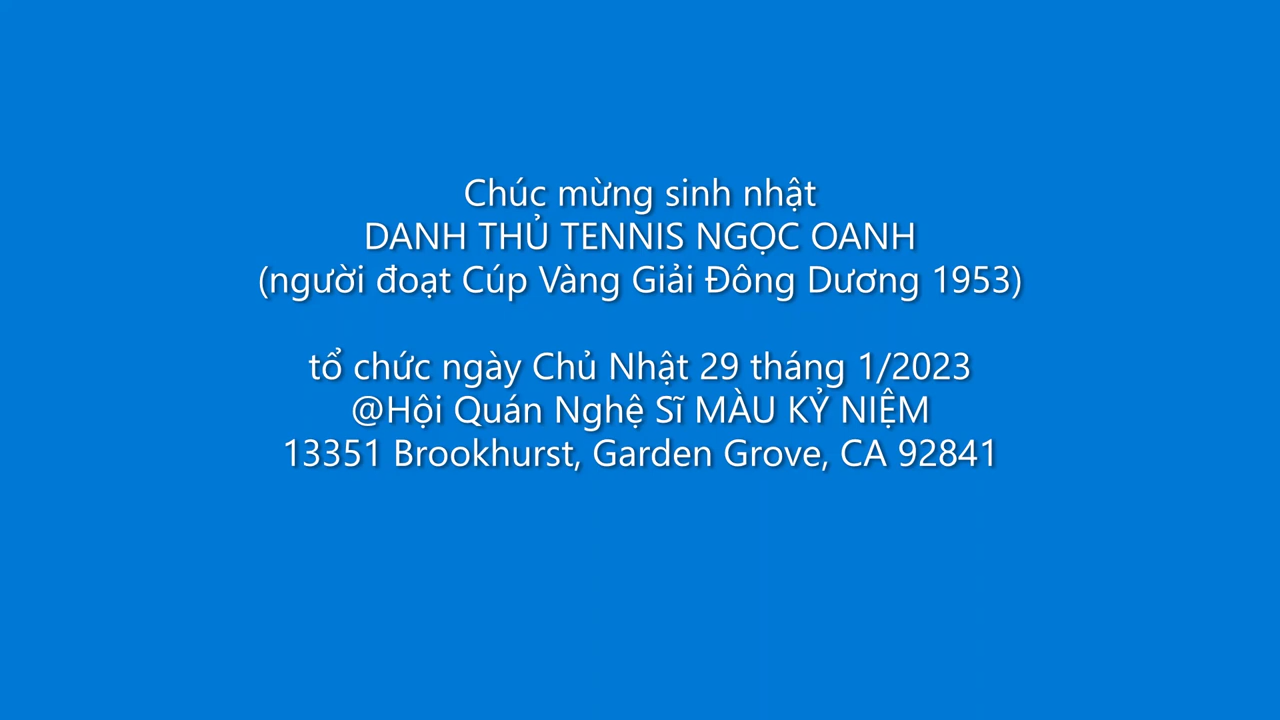 Chúc mừng sinh nhật
DANH THỦ TENNIS NGỌC OANH
(người đoạt Cúp Vàng Giải Đông Dương 1953)
tổ chức ngày Chủ Nhật 29 tháng 1/2023
@Hội Quán Nghệ Sĩ MÀU KỶ NIỆM
13351 Brookhurst, Garden Grove, CA 92841